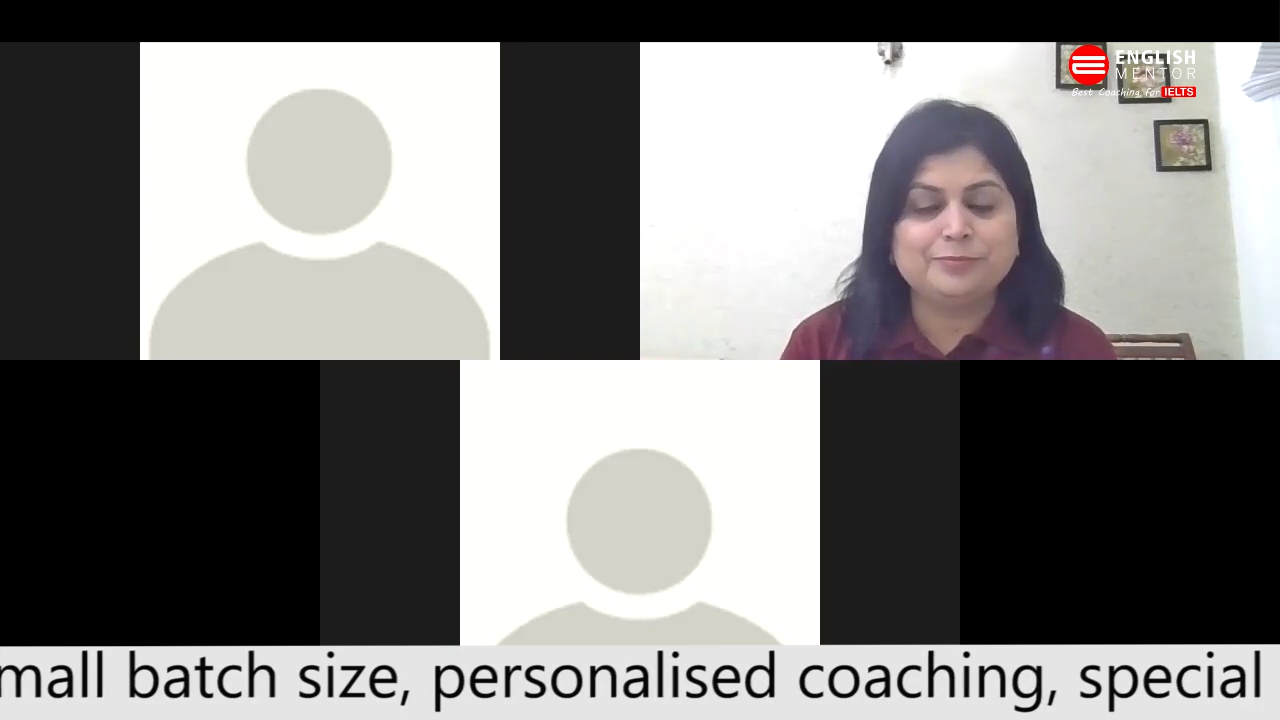 ENGLISH
MENTOR
Best Coaching for IELTS
mall batch size, personalised coaching, special